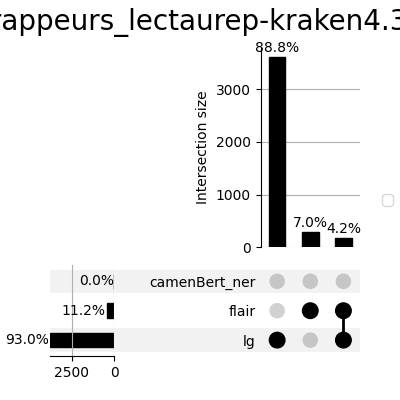 rappeurs_lectaurep-kraken4.3
88.8%
3000
2000
1000
0
Intersection size
7.0%
4.2%
0.0%
camenBert_ner
11.2%
flair
93.0%
lg
2500
0